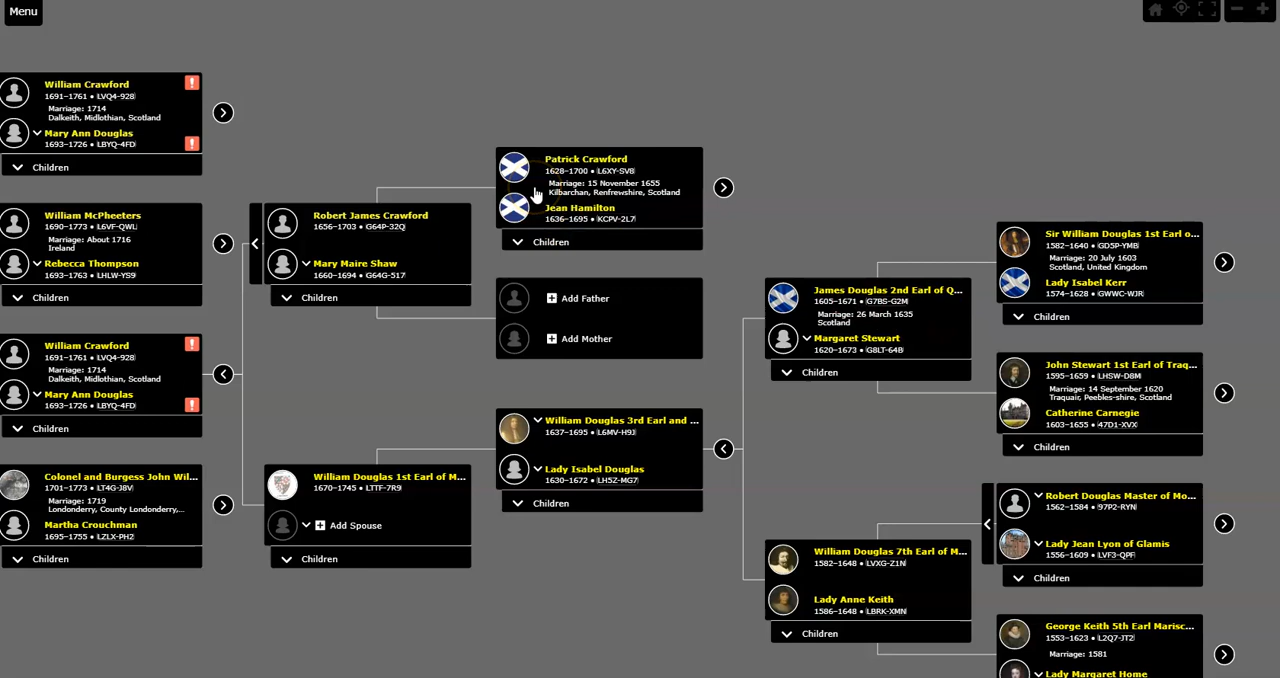 Menu
William Crawford
1691–1761 • LVQ4-928
Marriage: 1714
Dalkeith, Midlothian, Scotland
Mary Ann Douglas
1693–1726 • LBYQ-4FD
Children
William McPheeters
1690–1773 • L6VF-QWL
Marriage: About 1716
Ireland
Rebecca Thompson
1693–1763 • LHLW-YS9
Children
William Crawford
1691–1761 • LVQ4-928
Marriage: 1714
Dalkeith, Midlothian, Scotland
Mary Ann Douglas
1693–1726 • LBYQ-4FD
Children
Colonel and Burgess John Wil...
1701–1773 • LT4G-J8V
Marriage: 1719
Londonderry, County Londonderry,...
Martha Crouchman
1695–1755 • LZLX-PH2
Children
Robert James Crawford
1656–1703 • G64P-32Q
Mary Maire Shaw
1660–1694 • G64G-517
Children
William Douglas 1st Earl of M...
1670–1745 • LTTF-7R9
Add Spouse
Children
Patrick Crawford
1628–1700 • L6XY-SV8
Marriage: 15 November 1655
Kilbarchan, Renfrewshire, Scotland
Jean Hamilton
1636–1695 • KCPV-2L7
Children
Add Father
Add Mother
William Douglas 3rd Earl and ...
1637–1695 • L6MV-H9J
Lady Isabel Douglas
1630–1672 • LH5Z-MG7
Children
James Douglas 2nd Earl of Q...
1605–1671 • G7BS-G2M
Marriage: 26 March 1635
Scotland
Margaret Stewart
1620–1673 • G8LT-64B
Children
William Douglas 7th Earl of M...
1582–1648 • LVXG-Z1N
Lady Anne Keith
1586–1648 • LBRK-XMN
Children
Sir William Douglas 1st Earl o...
1582–1640 • GD5P-YMB
Marriage: 20 July 1603
Scotland, United Kingdom
Lady Isabel Kerr
1574–1628 • GWWC-WJR
Children
John Stewart 1st Earl of Traq...
1595–1659 • LHSW-D8M
Marriage: 14 September 1620
Traquair, Peebles-shire, Scotland
Catherine Carnegie
1603–1655 • 47D1-XVX
Children
Robert Douglas Master of Mo...
1562–1584 • 97P2-RYN
Lady Jean Lyon of Glamis
1556–1609 • LVF3-QPF
Children
George Keith 5th Earl Marisc...
1553–1623 • L2Q7-JT2
Marriage: 1581
Lady Margaret Home